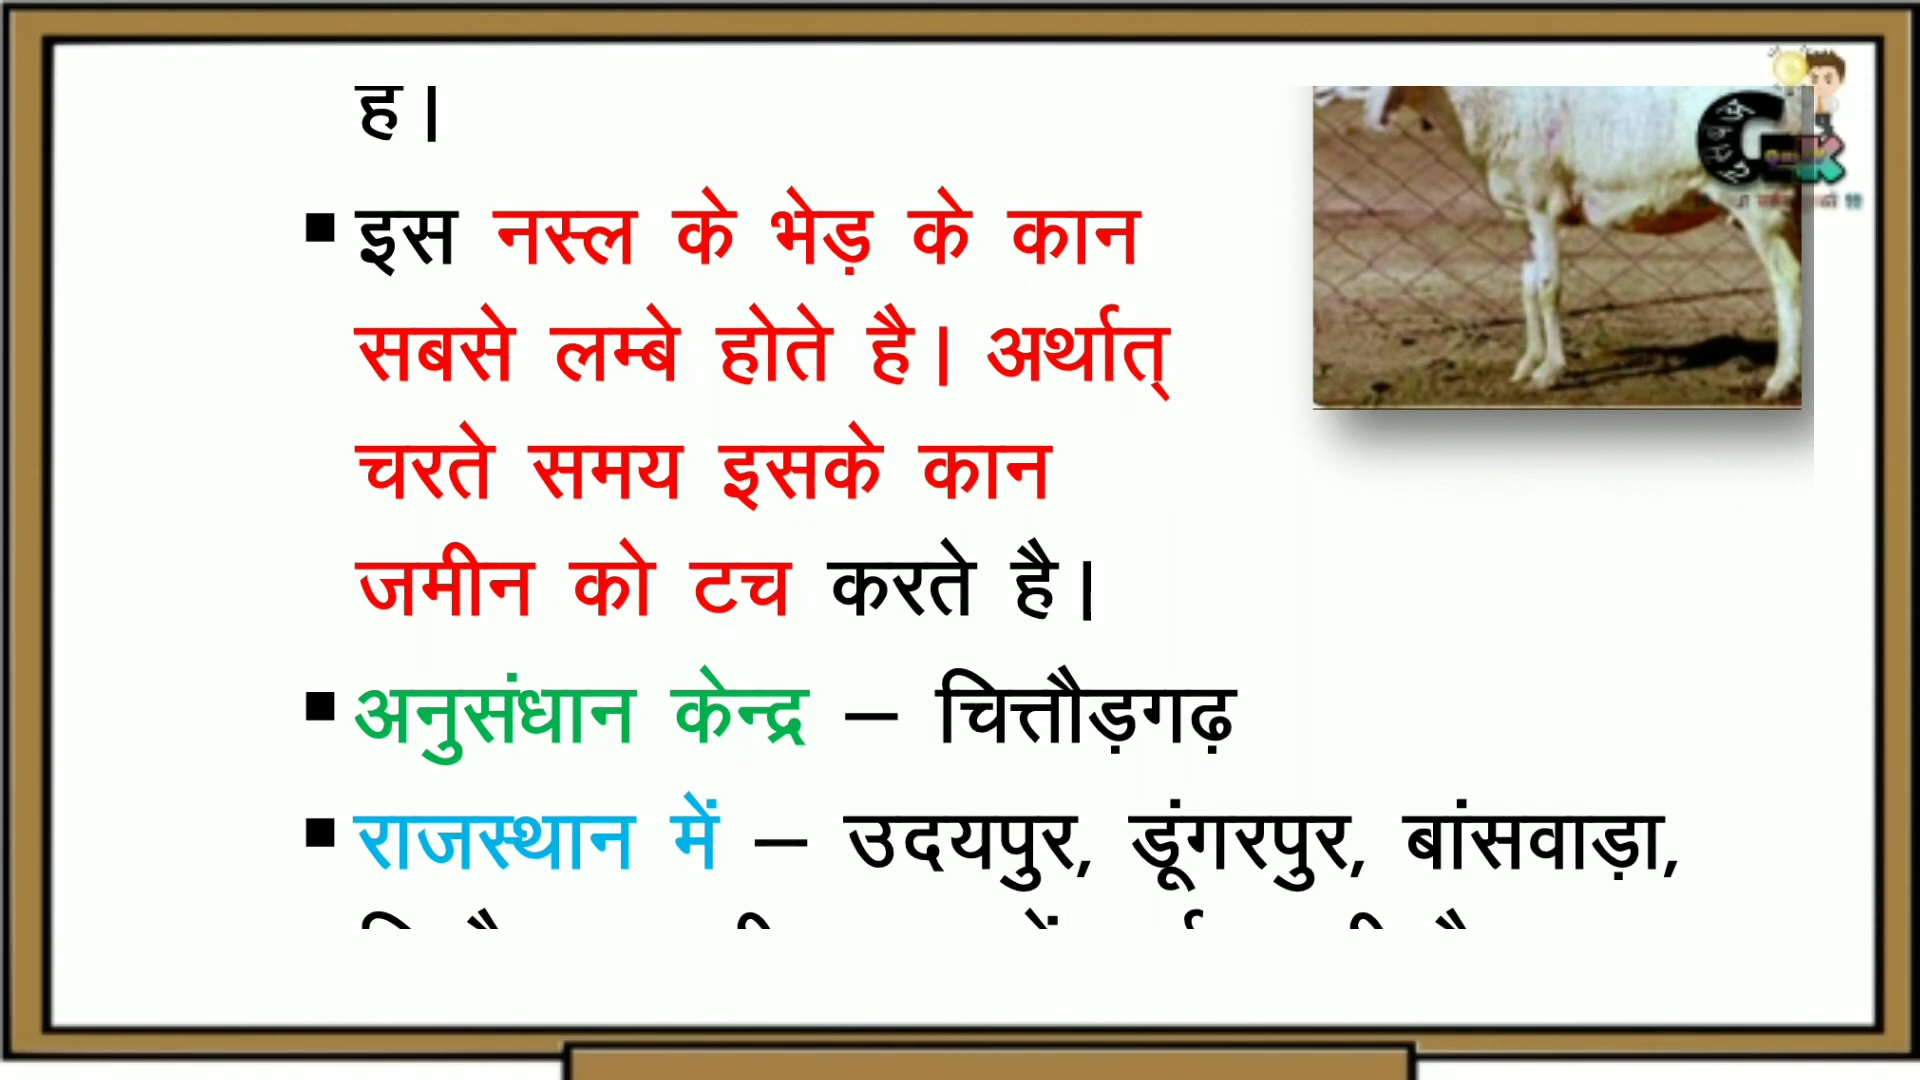 है।
▪ इस नस्ल के भेड़ के कान
सबसे लम्बे होते है। अर्थात्
चरते समय इसके कान
जमीन को टच करते है।
▪ अनुसंधान केन्द्र – चित्तौड़गढ़
▪ राजस्थान में – उदयपुर, डूंगरपुर, बांसवाड़ा,